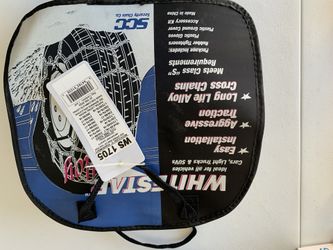 WHITESTAR
Ideal for all vehicles
Cars, Light Trucks & SUVs
Easy
Installation
Aggressive
Traction
Long Life Alloy
Cross Chains
Meets Class "S"
Requirements
Package Includes:
Rubber Tighteners
Plastic Gloves
Plastic Ground Cover
Accessory Kit
Made in China
SCC
Security Chain Co.
WS 1705